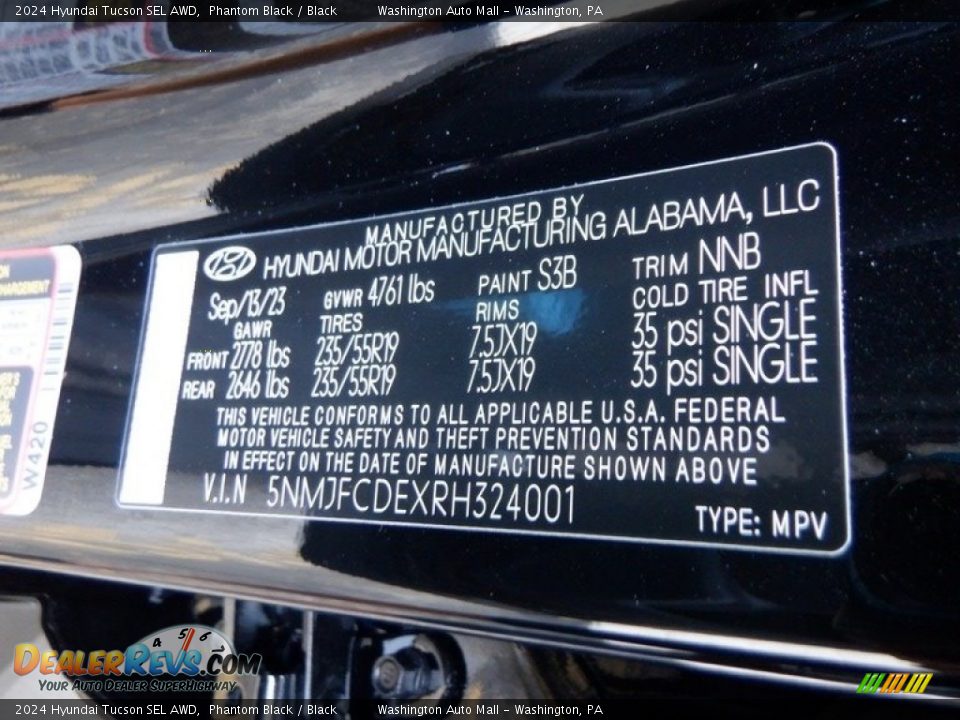 2024 Hyundai Tucson SEL AWD, Phantom Black / Black Washington Auto Mall - Washington, PA
MANUFACTURED BY
HYUNDAI MOTOR MANUFACTURING ALABAMA, LLC
Sep/13/23 GVWR 4761 lbs PAINT S3B TRIM NNB
GAWR TIRES RIMS COLD TIRE INFL
FRONT 2778 lbs 235/55R19 7.5JX19 35 psi SINGLE
REAR 2646 lbs 235/55R19 7.5JX19 35 psi SINGLE
THIS VEHICLE CONFORMS TO ALL APPLICABLE U.S.A. FEDERAL
MOTOR VEHICLE SAFETY AND THEFT PREVENTION STANDARDS
IN EFFECT ON THE DATE OF MANUFACTURE SHOWN ABOVE
V.I.N 5NMJFCDEXRH324001
TYPE: MPV
W420
4 5 6
DEALERREVS.COM
YOUR AUTO DEALER SUPERHIGHWAY
2024 Hyundai Tucson SEL AWD, Phantom Black / Black Washington Auto Mall - Washington, PA